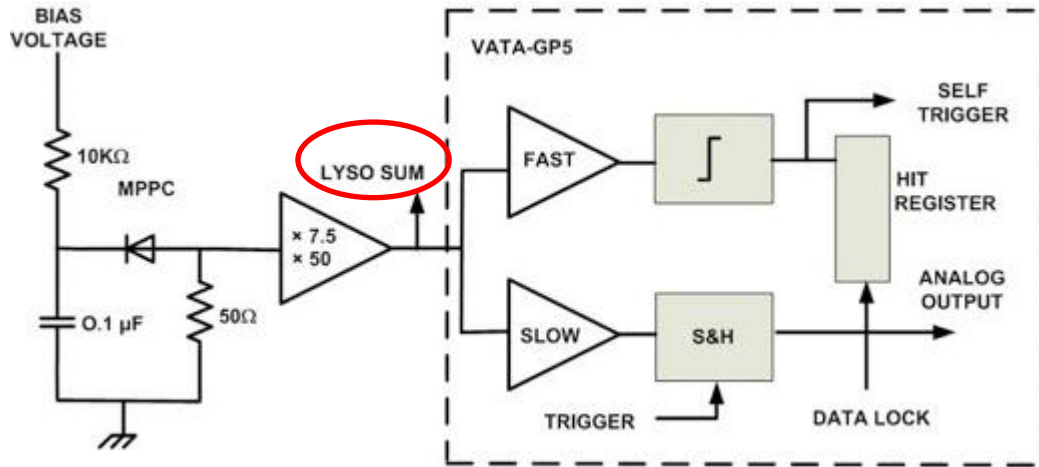 BIAS
VOLTAGE
VATA-GP5
SELF
TRIGGER
10KΩ
LYSO SUM
FAST
MPPC
HIT
REGISTER
× 7.5
× 50
ANALOG
OUTPUT
O.1 µF
50Ω
SLOW
S&H
TRIGGER
DATA LOCK